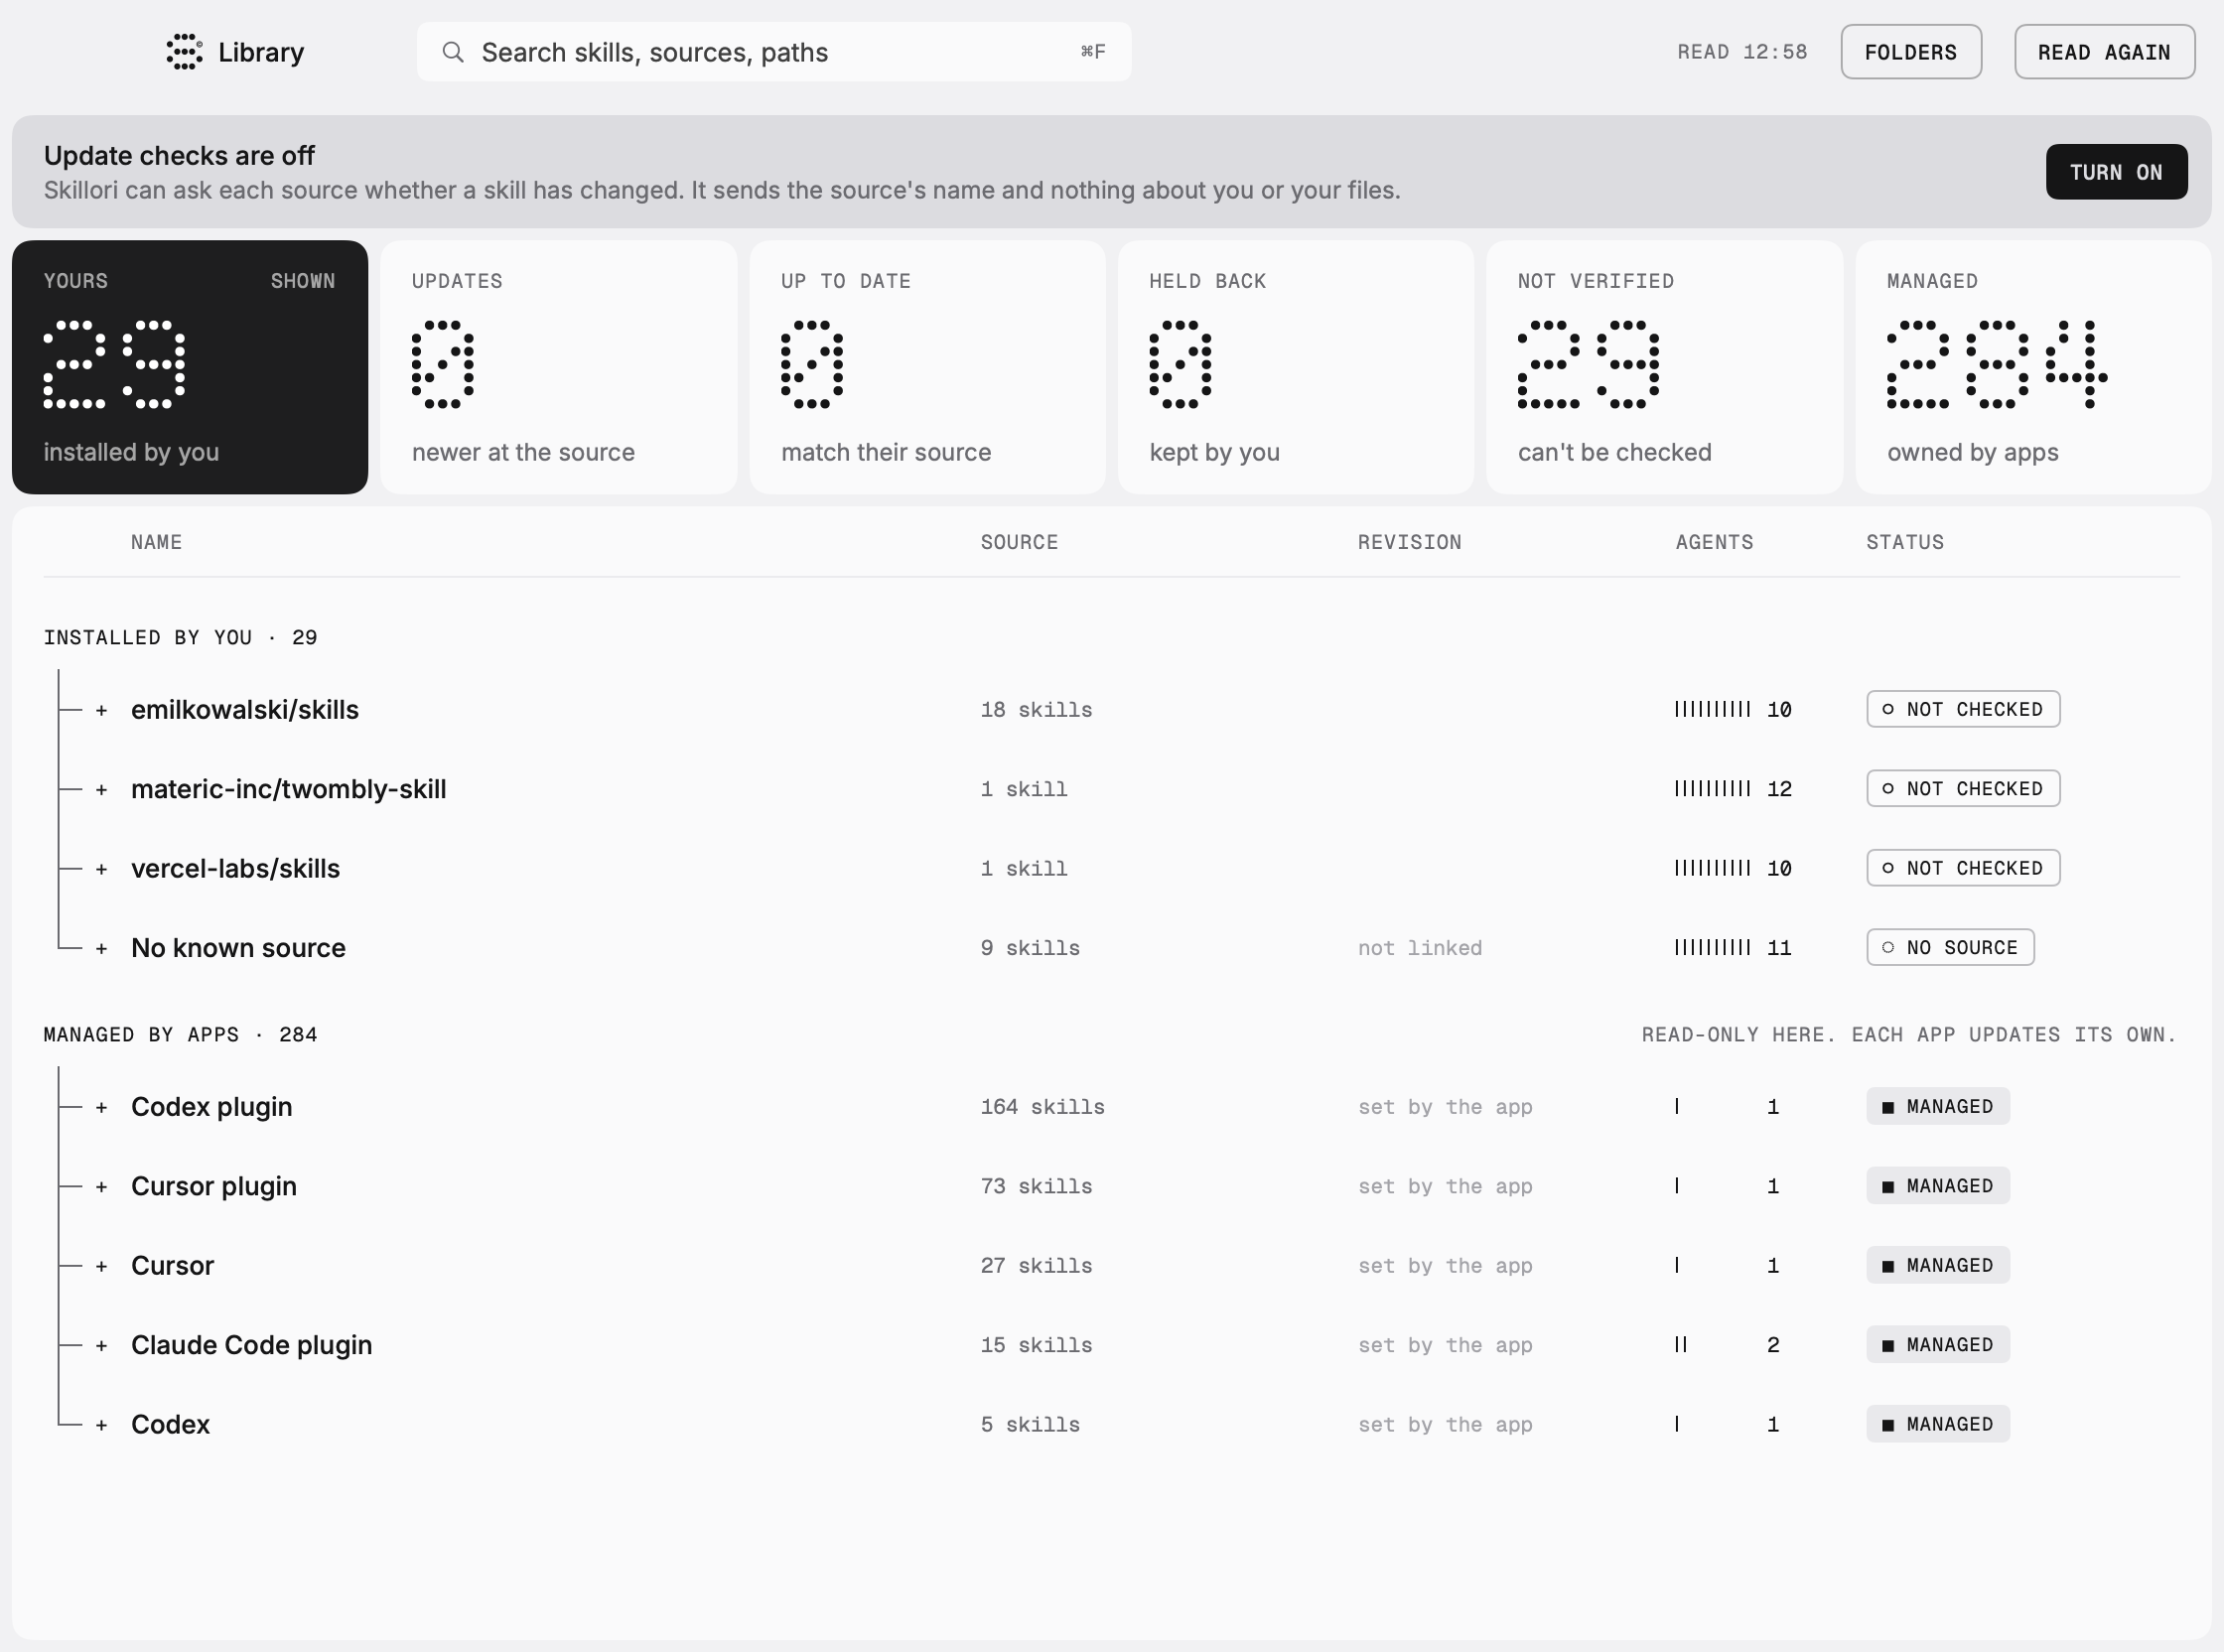 Library
Search skills, sources, paths ⌘F
READ 12:58
FOLDERS
READ AGAIN
Update checks are off
Skillori can ask each source whether a skill has changed. It sends the source's name and nothing about you or your files.
TURN ON
YOURS SHOWN
29
installed by you
UPDATES
0
newer at the source
UP TO DATE
0
match their source
HELD BACK
0
kept by you
NOT VERIFIED
29
can't be checked
MANAGED
284
owned by apps
NAME SOURCE REVISION AGENTS STATUS
INSTALLED BY YOU · 29
+ emilkowalski/skills 18 skills 10 NOT CHECKED
+ materic-inc/twombly-skill 1 skill 12 NOT CHECKED
+ vercel-labs/skills 1 skill 10 NOT CHECKED
+ No known source 9 skills not linked 11 NO SOURCE
MANAGED BY APPS · 284 READ-ONLY HERE. EACH APP UPDATES ITS OWN.
+ Codex plugin 164 skills set by the app 1 MANAGED
+ Cursor plugin 73 skills set by the app 1 MANAGED
+ Cursor 27 skills set by the app 1 MANAGED
+ Claude Code plugin 15 skills set by the app 2 MANAGED
+ Codex 5 skills set by the app 1 MANAGED